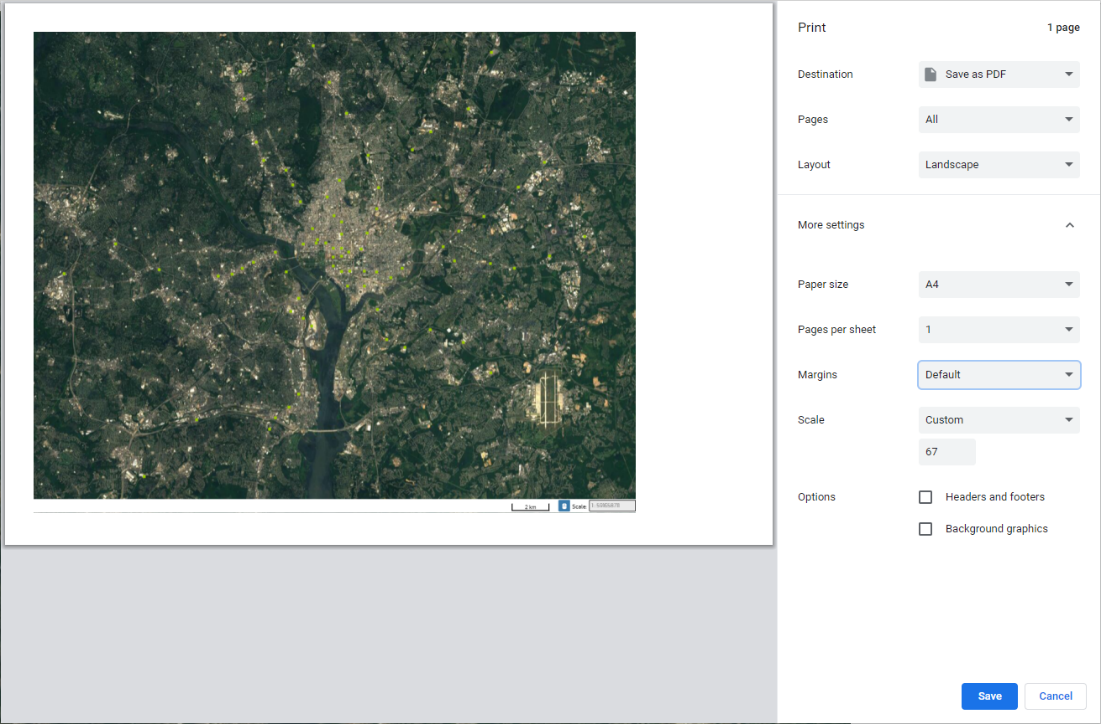 Print 1 page
Destination Save as PDF
Pages All
Layout Landscape
More settings
Paper size A4
Pages per sheet 1
Margins Default
Scale Custom
67
Options Headers and footers
Background graphics
2 km Scale
Save Cancel